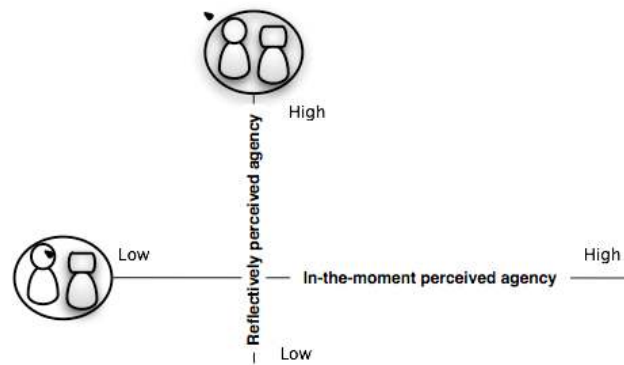 High
Reflectively perceived agency
Low
High
In-the-moment perceived agency
Low